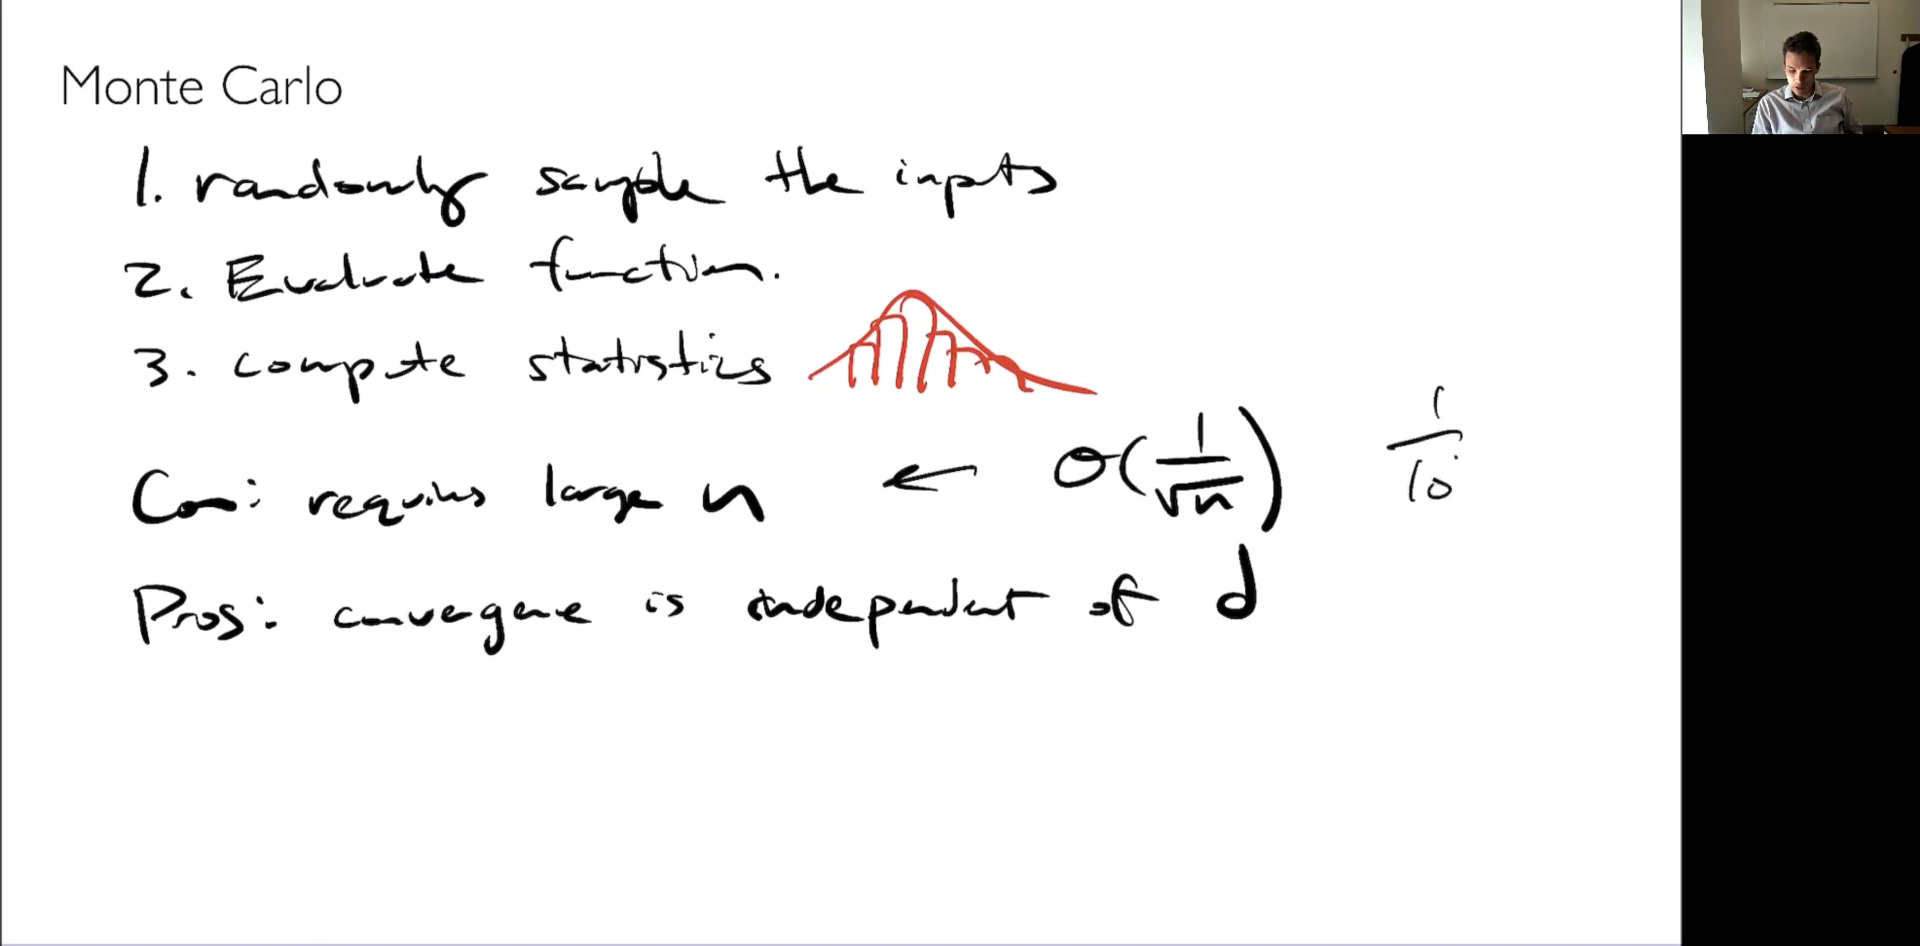 Monte Carlo
1. randomly sample the inputs
2. Evaluate function.
3. compute statistics
Con: requires large n ← O(1/√n) 1/10
Pros: convergence is independent of d